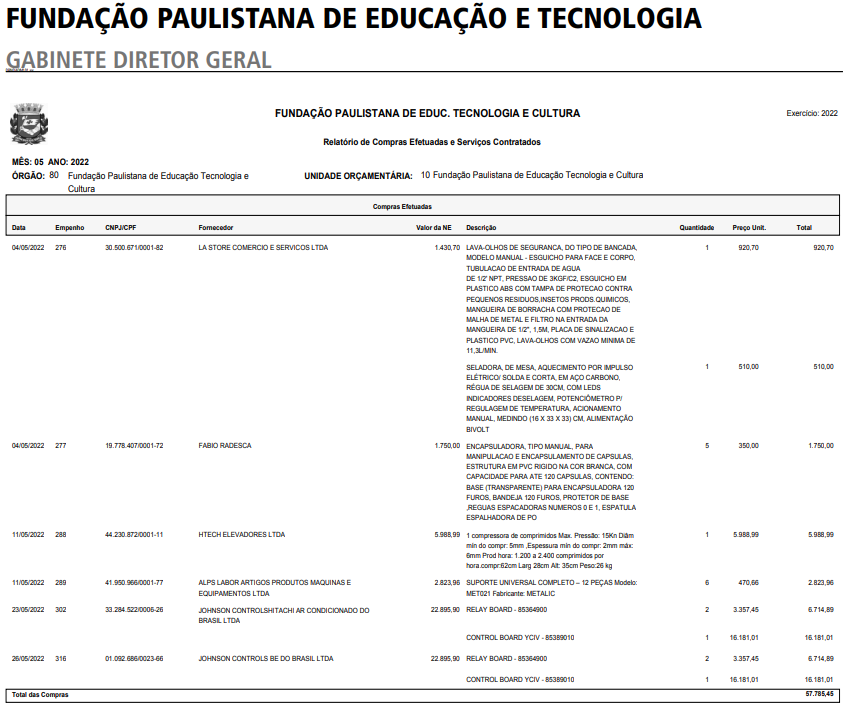 FUNDAÇÃO PAULISTANA DE EDUCAÇÃO E TECNOLOGIA
GABINETE DIRETOR GERAL
FUNDAÇÃO PAULISTANA DE EDUC. TECNOLOGIA E CULTURA Exercício: 2022
Relatório de Compras Efetuadas e Serviços Contratados
MÊS: 05 ANO: 2022
ÓRGÃO: 80 Fundação Paulistana de Educação Tecnologia e UNIDADE ORÇAMENTÁRIA: 10 Fundação Paulistana de Educação Tecnologia e Cultura
Cultura
Compras Efetuadas
Data Empenho CNPJ/CPF Fornecedor Valor da NE Descrição Quantidade Preço Unit. Total
04/05/2022 276 30.500.671/0001-82 LA STORE COMERCIO E SERVICOS LTDA 1.430,70 LAVA-OLHOS DE SEGURANCA, DO TIPO DE BANCADA, 1 920,70 920,70
MODELO MANUAL - ESGUICHO PARA FACE E CORPO,
TUBULACAO DE ENTRADA DE AGUA
DE 1/2' NPT, PRESSAO DE 3KGF/C2, ESGUICHO EM
PLASTICO ABS COM TAMPA DE PROTECAO CONTRA
PEQUENOS RESIDUOS,INSETOS PRODS.QUIMICOS,
MANGUEIRA DE BORRACHA COM PROTECAO DE
MALHA DE METAL E FILTRO NA ENTRADA DA
MANGUEIRA DE 1/2", 1,5M, PLACA DE SINALIZACAO E
PLASTICO PVC, LAVA-OLHOS COM VAZAO MINIMA DE
11,3L/MIN.
SELADORA, DE MESA, AQUECIMENTO POR IMPULSO 1 510,00 510,00
ELÉTRICO/ SOLDA E CORTA, EM AÇO CARBONO,
RÉGUA DE SELAGEM DE 30CM, COM LEDS
INDICADORES DESELAGEM, POTENCIÔMETRO P/
REGULAGEM DE TEMPERATURA, ACIONAMENTO
MANUAL, MEDINDO (16 X 33 X 33) CM, ALIMENTAÇÃO
BIVOLT
04/05/2022 277 19.778.407/0001-72 FABIO RADESCA 1.750,00 ENCAPSULADORA, TIPO MANUAL, PARA 5 350,00 1.750,00
MANIPULACAO E ENCAPSULAMENTO DE CAPSULAS,
ESTRUTURA EM PVC RIGIDO NA COR BRANCA, COM
CAPACIDADE PARA ATE 120 CAPSULAS, CONTENDO:
BASE (TRANSPARENTE) PARA ENCAPSULADORA 120
FUROS, BANDEJA 120 FUROS, PROTETOR DE BASE
,REGUAS ESPACADORAS NUMEROS 0 E 1, ESPATULA
ESPALHADORA DE PO
11/05/2022 288 44.230.872/0001-11 HTECH ELEVADORES LTDA 5.988,99 1 compressora de comprimidos Max. Pressão: 15Kn Diâm 1 5.988,99 5.988,99
mín do compr: 5mm ,Espessura mín do compr: 2mm máx:
6mm Prod hora: 1.200 a 2.400 comprimidos por
hora.compr:62cm Larg 28cm Alt: 35cm Peso:26 kg
11/05/2022 289 41.950.966/0001-77 ALPS LABOR ARTIGOS PRODUTOS MAQUINAS E 2.823,96 SUPORTE UNIVERSAL COMPLETO – 12 PEÇAS Modelo: 6 470,66 2.823,96
EQUIPAMENTOS LTDA MET021 Fabricante: METALIC
23/05/2022 302 33.284.522/0006-26 JOHNSON CONTROLSHITACHI AR CONDICIONADO DO 22.895,90 RELAY BOARD - 85364900 2 3.357,45 6.714,89
BRASIL LTDA
CONTROL BOARD YCIV - 85389010 1 16.181,01 16.181,01
26/05/2022 316 01.092.686/0023-66 JOHNSON CONTROLS BE DO BRASIL LTDA 22.895,90 RELAY BOARD - 85364900 2 3.357,45 6.714,89
CONTROL BOARD YCIV - 85389010 1 16.181,01 16.181,01
Total das Compras 57.785,45